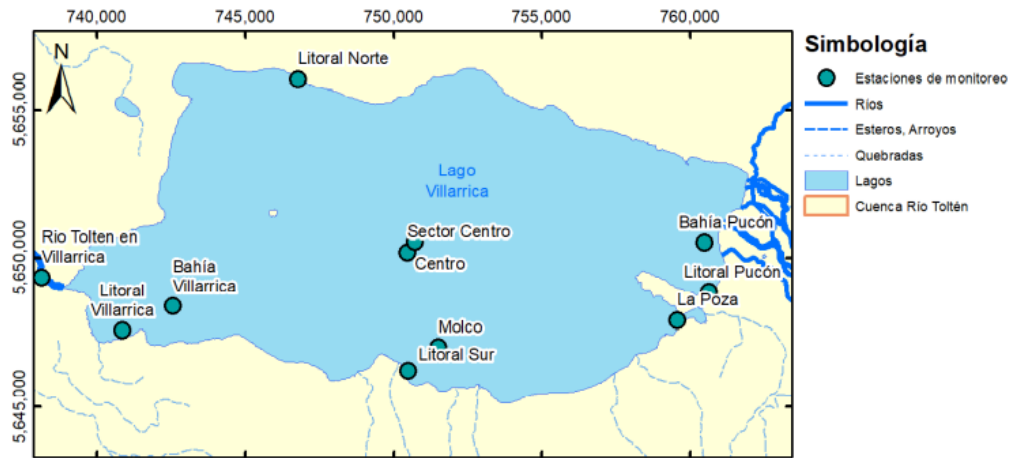 740,000
745,000
750,000
755,000
760,000
5,655,000
5,650,000
5,645,000
N
Litoral Norte
Lago
Villarrica
Sector Centro
Centro
Bahía Pucón
Rio Tolten en
Villarrica
Bahía
Villarrica
Litoral
Villarrica
Litoral Pucón
La Poza
Molco
Litoral Sur
Simbología
Estaciones de monitoreo
Ríos
Esteros, Arroyos
Quebradas
Lagos
Cuenca Río Toltén